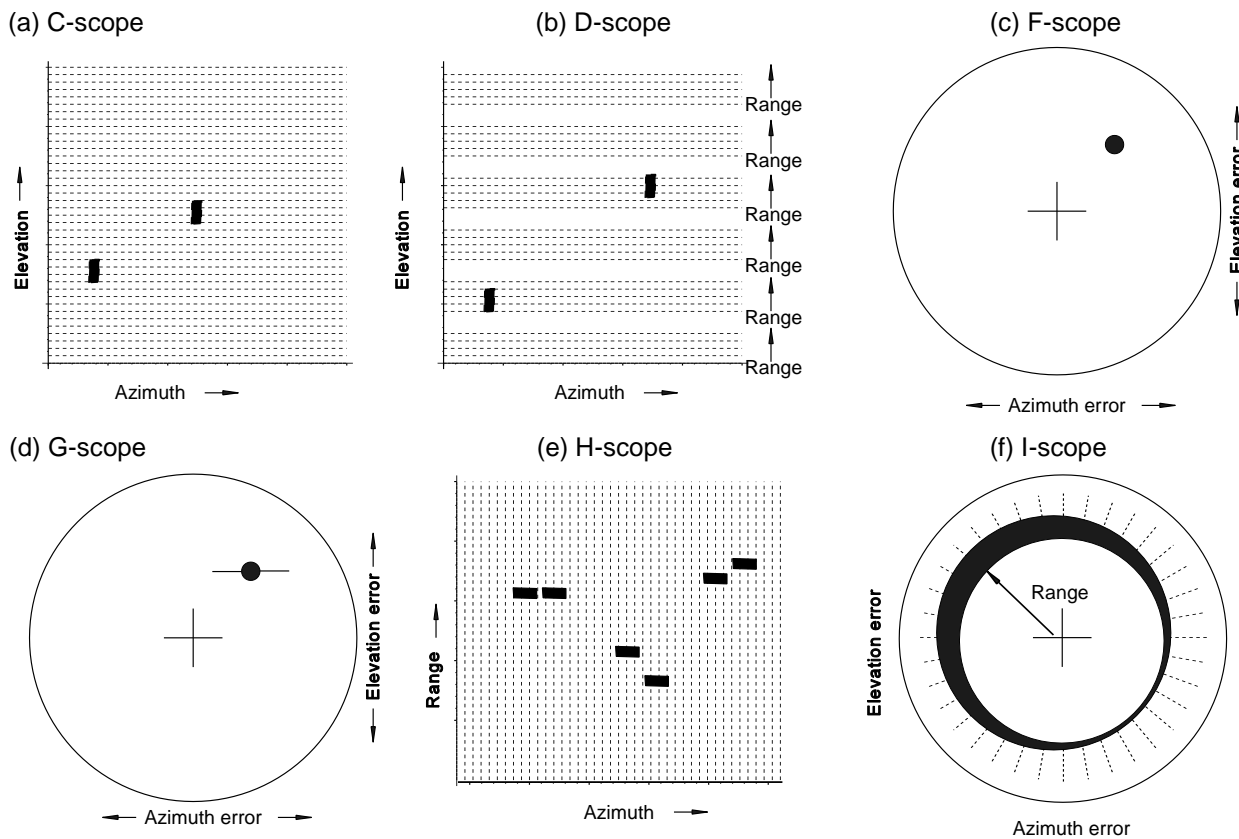 (a) C-scope
Elevation
Azimuth
(b) D-scope
Elevation
Range
Range
Range
Range
Range
Range
Azimuth
(c) F-scope
Elevation error
Azimuth error
(d) G-scope
Elevation error
Azimuth error
(e) H-scope
Range
Azimuth
(f) I-scope
Elevation error
Range
Azimuth error